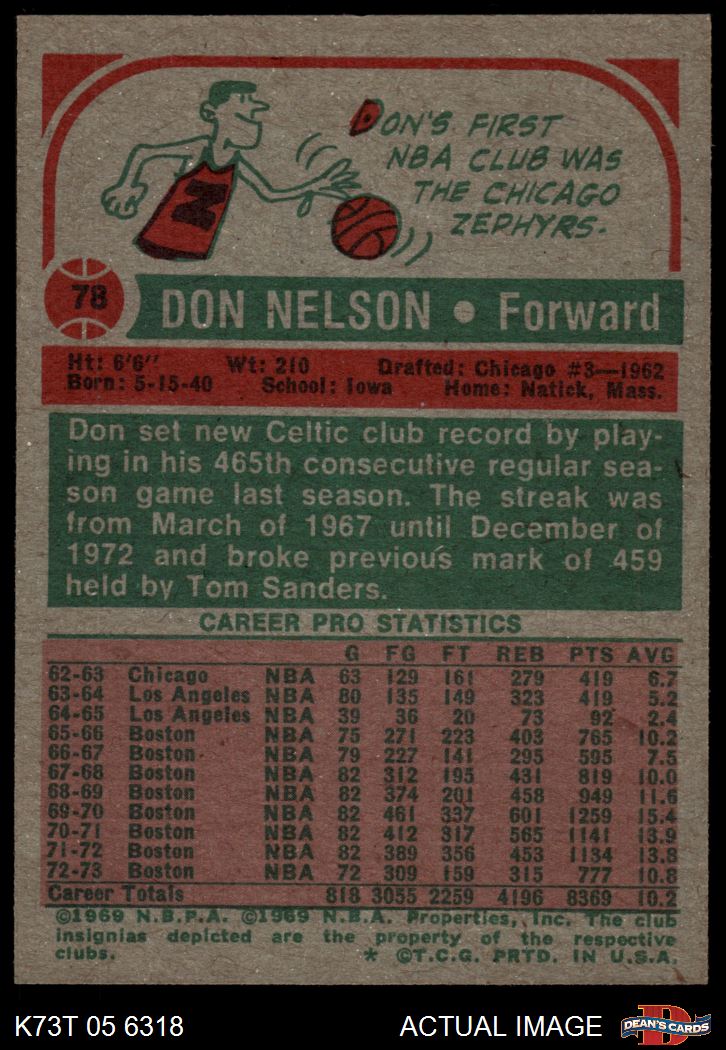 DON'S FIRST
NBA CLUB WAS
THE CHICAGO
ZEPHYRS.
N
78
DON NELSON • Forward
Ht: 6'6" Wt: 210 Drafted: Chicago #3—1962
Born: 5-15-40 School: Iowa Home: Natick, Mass.
Don set new Celtic club record by play-
ing in his 465th consecutive regular sea-
son game last season. The streak was
from March of 1967 until December of
1972 and broke previous mark of 459
held by Tom Sanders.
CAREER PRO STATISTICS
G FG FT REB PTS AVG
62-63 Chicago NBA 63 129 161 279 419 6.7
63-64 Los Angeles NBA 80 135 149 323 419 5.2
64-65 Los Angeles NBA 39 36 20 73 92 2.4
65-66 Boston NBA 75 271 223 403 765 10.2
66-67 Boston NBA 79 227 141 295 595 7.5
67-68 Boston NBA 82 312 195 431 819 10.0
68-69 Boston NBA 82 374 201 458 949 11.6
69-70 Boston NBA 82 461 337 601 1259 15.4
70-71 Boston NBA 82 412 317 565 1141 13.9
71-72 Boston NBA 82 389 356 453 1134 13.8
72-73 Boston NBA 72 309 159 315 777 10.8
Career Totals 818 3055 2259 4196 8369 10.2
©1969 N.B.P.A. ©1969 N.B.A. Properties, Inc. The club
insignias depicted are the property of the respective
clubs. * ©T.C.G. PRTD. IN U.S.A.
K73T 05 6318 ACTUAL IMAGE
D
DEAN'S CARDS